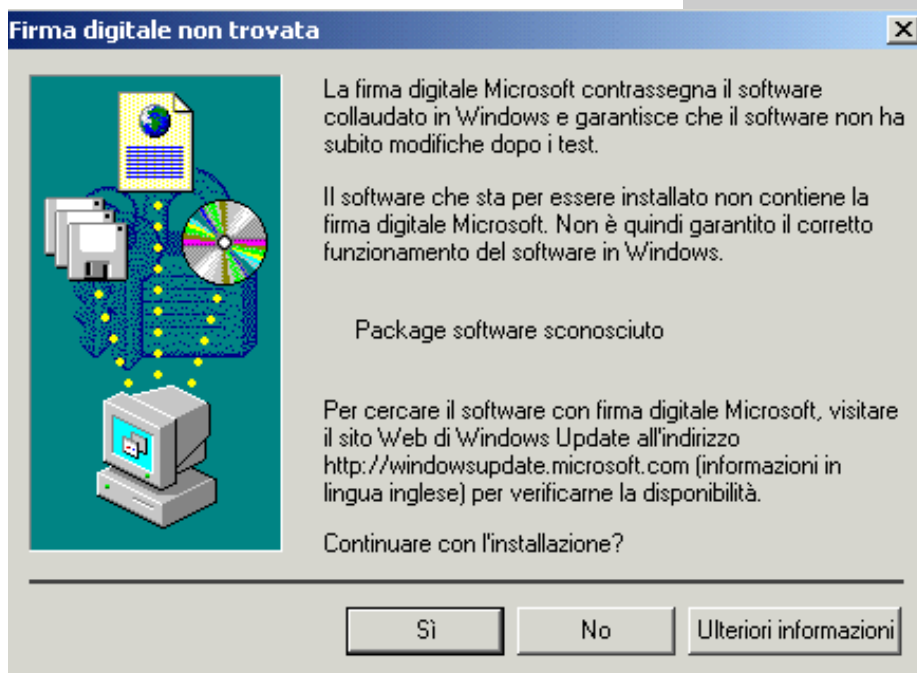 Firma digitale non trovata
La firma digitale Microsoft contrassegna il software
collaudato in Windows e garantisce che il software non ha
subito modifiche dopo i test.
Il software che sta per essere installato non contiene la
firma digitale Microsoft. Non è quindi garantito il corretto
funzionamento del software in Windows.
Package software sconosciuto
Per cercare il software con firma digitale Microsoft, visitare
il sito Web di Windows Update all'indirizzo
http://windowsupdate.microsoft.com (informazioni in
lingua inglese) per verificarne la disponibilità.
Continuare con l'installazione?
Sì
No
Ulteriori informazioni